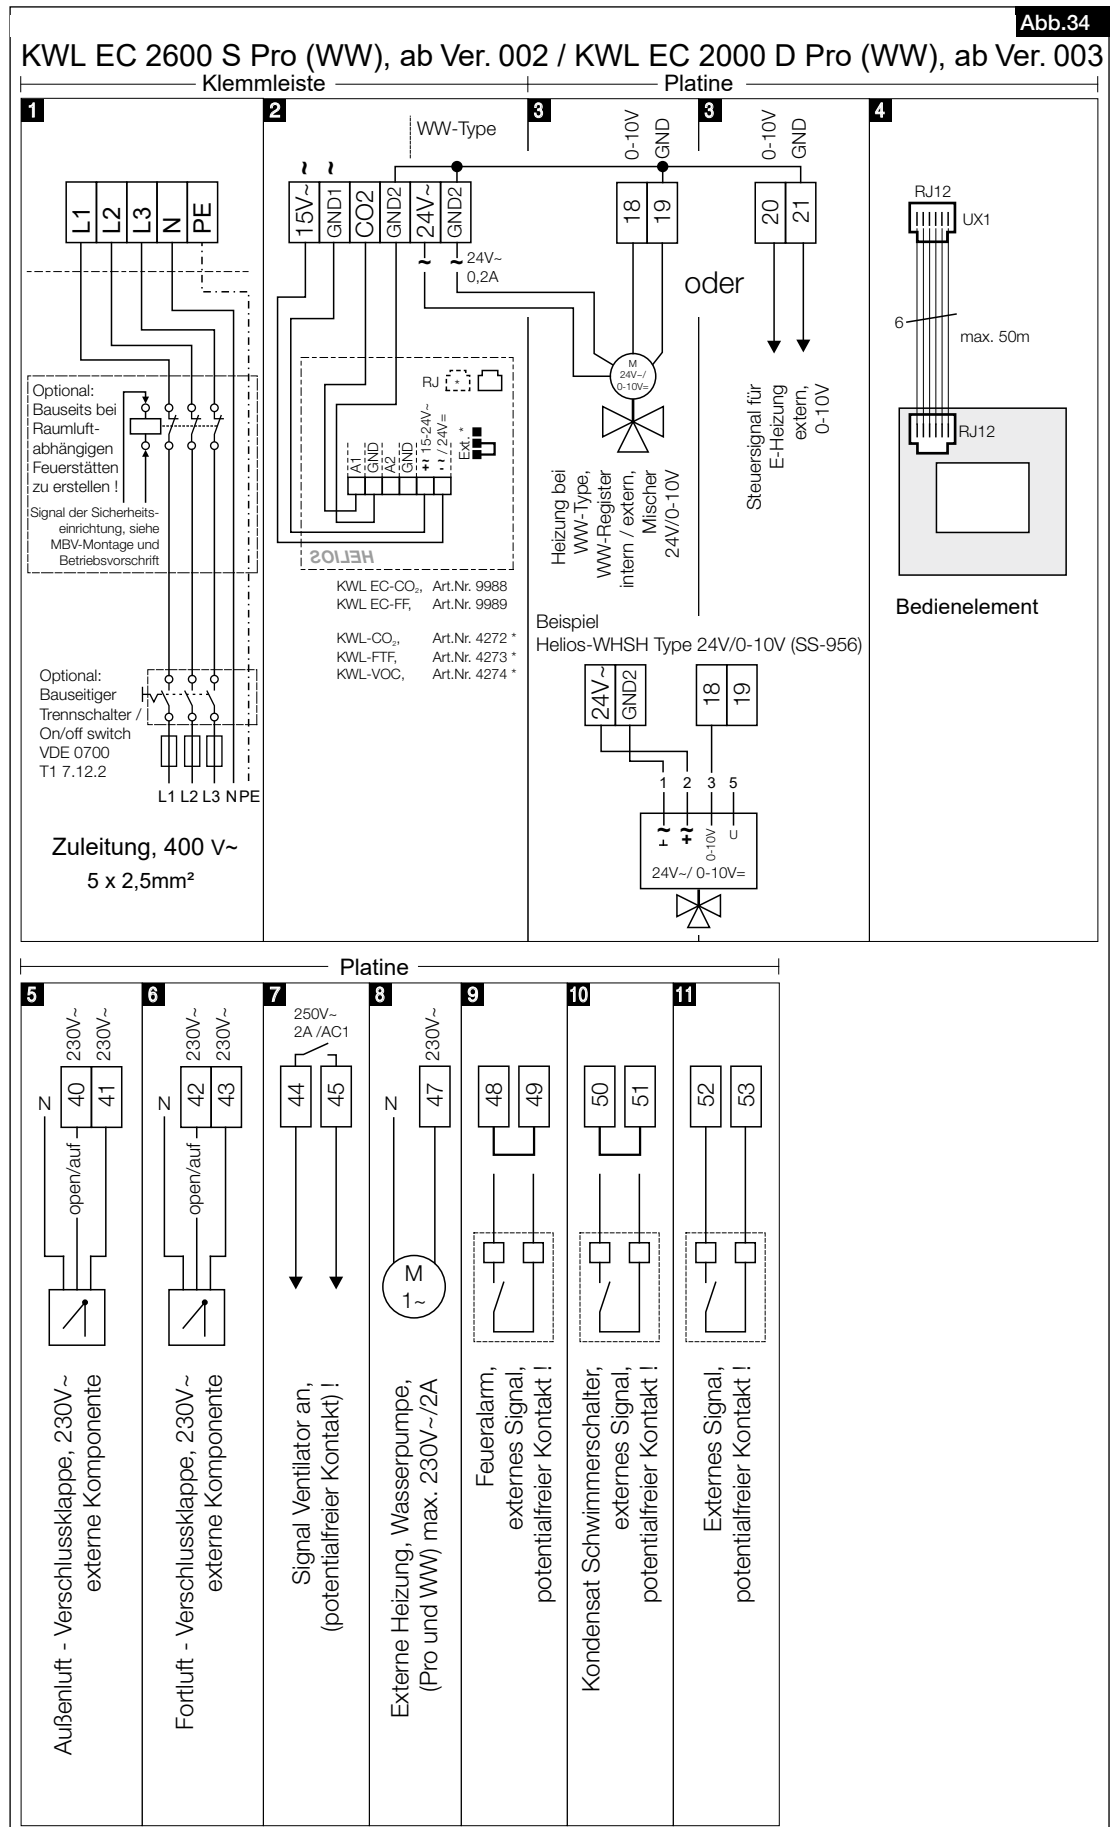 Abb.34
KWL EC 2600 S Pro (WW), ab Ver. 002 / KWL EC 2000 D Pro (WW), ab Ver. 003
Klemmleiste
Platine
1
L1
L2
L3
N
PE
Optional:
Bauseits bei
Raumluft-
abhängigen
Feuerstätten
zu erstellen !
Signal der Sicherheits-
einrichtung, siehe
MBV-Montage und
Betriebsvorschrift
Optional:
Bauseitiger
Trennschalter /
On/off switch
VDE 0700
T1 7.12.2
L1 L2 L3 N PE
Zuleitung, 400 V~
5 x 2,5mm²
2
WW-Type
~
~
15V~
GND1
CO2
GND2
24V~
GND2
~
~
24V~
0,2A
RJ
*
A1
GND
A2
GND
+ ~ 15-24V~
- ~ / 24V=
Ext. *
HELIOS
KWL EC-CO₂, Art.Nr. 9988
KWL EC-FF, Art.Nr. 9989
KWL-CO₂, Art.Nr. 4272 *
KWL-FTF, Art.Nr. 4273 *
KWL-VOC, Art.Nr. 4274 *
3
0-10V
GND
18
19
M
24V~/
0-10V=
Heizung bei
WW-Type,
WW-Register
intern / extern,
Mischer
24V/0-10V
oder
3
0-10V
GND
20
21
Steuersignal für
E-Heizung
extern,
0-10V
Beispiel
Helios-WHSH Type 24V/0-10V (SS-956)
24V~
GND2
18
19
1
2
3
5
⊥ ~
+ ~
0-10V
U
24V~/ 0-10V=
4
RJ12
UX1
6
max. 50m
RJ12
Bedienelement
Platine
5
230V~
230V~
N
40
41
open/auf
Außenluft - Verschlussklappe, 230V~
externe Komponente
6
230V~
230V~
N
42
43
open/auf
Fortluft - Verschlussklappe, 230V~
externe Komponente
7
250V~
2A /AC1
44
45
Signal Ventilator an,
(potentialfreier Kontakt) !
8
230V~
N
47
M
1~
Externe Heizung, Wasserpumpe,
(Pro und WW) max. 230V~/2A
9
48
49
Feueralarm,
externes Signal,
potentialfreier Kontakt !
10
50
51
Kondensat Schwimmerschalter,
externes Signal,
potentialfreier Kontakt !
11
52
53
Externes Signal,
potentialfreier Kontakt !